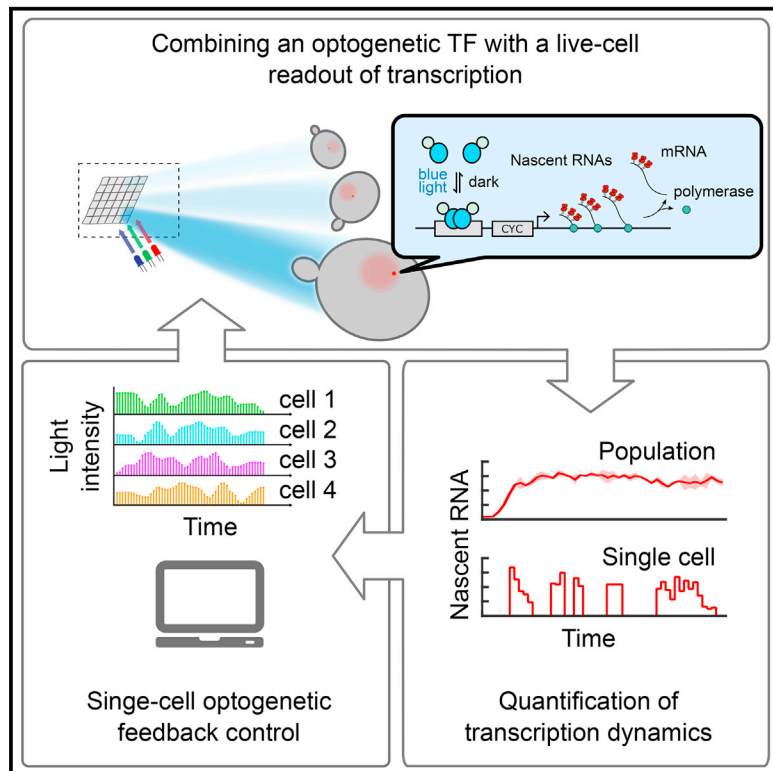 Combining an optogenetic TF with a live-cell
readout of transcription
blue
light
dark
Nascent RNAs
mRNA
polymerase
CYC
Light
intensity
cell 1
cell 2
cell 3
cell 4
Time
Singe-cell optogenetic
feedback control
Nascent RNA
Population
Single cell
Time
Quantification of
transcription dynamics